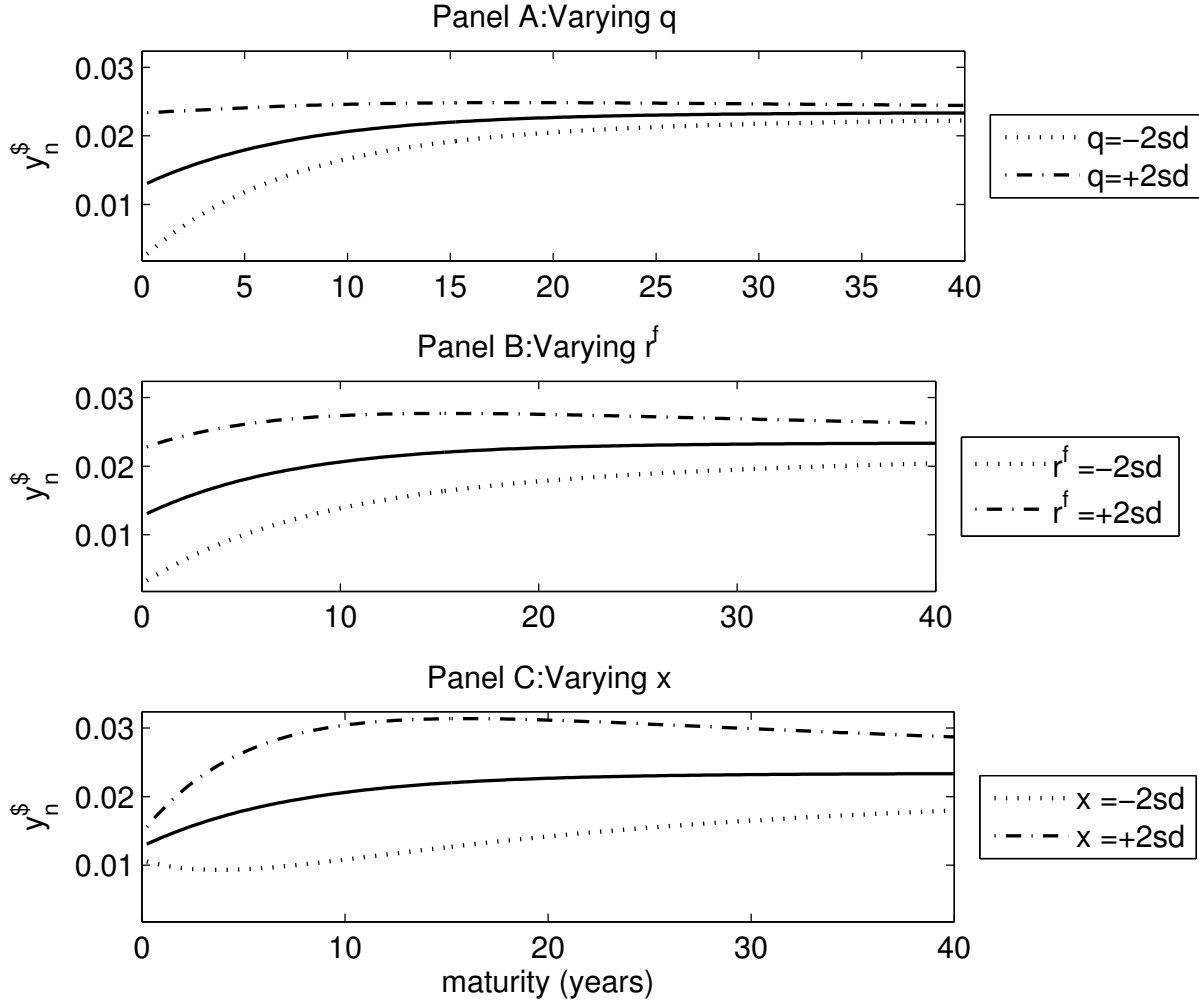 Panel A:Varying q
0.03
0.02
0.01
y$n
0 5 10 15 20 25 30 35 40
q=−2sd
q=+2sd
Panel B:Varying rf
0.03
0.02
0.01
y$n
0 10 20 30 40
rf =−2sd
rf =+2sd
Panel C:Varying x
0.03
0.02
0.01
y$n
0 10 20 30 40
maturity (years)
x =−2sd
x =+2sd